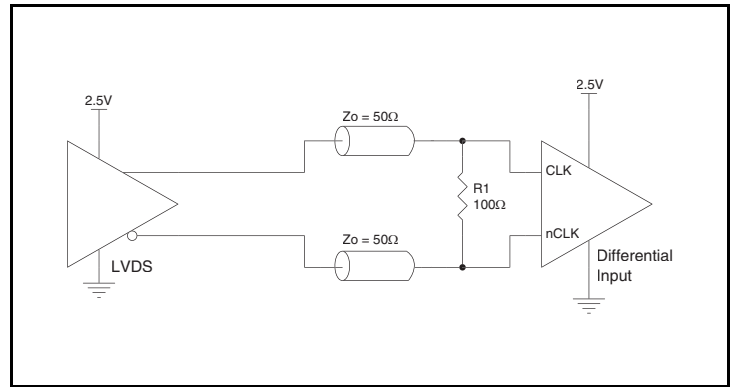 2.5V
2.5V
Zo = 50Ω
CLK
R1
100Ω
nCLK
Zo = 50Ω
LVDS
Differential
Input